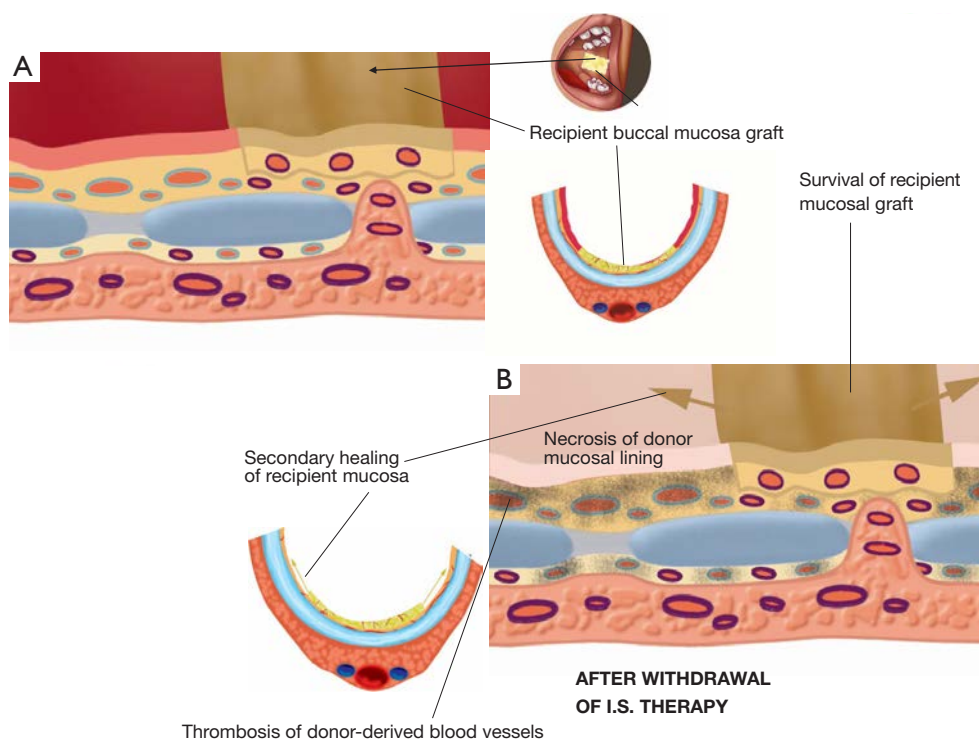 A
Recipient buccal mucosa graft
Survival of recipient
mucosal graft
B
Necrosis of donor
mucosal lining
Secondary healing
of recipient mucosa
AFTER WITHDRAWAL
OF I.S. THERAPY
Thrombosis of donor-derived blood vessels